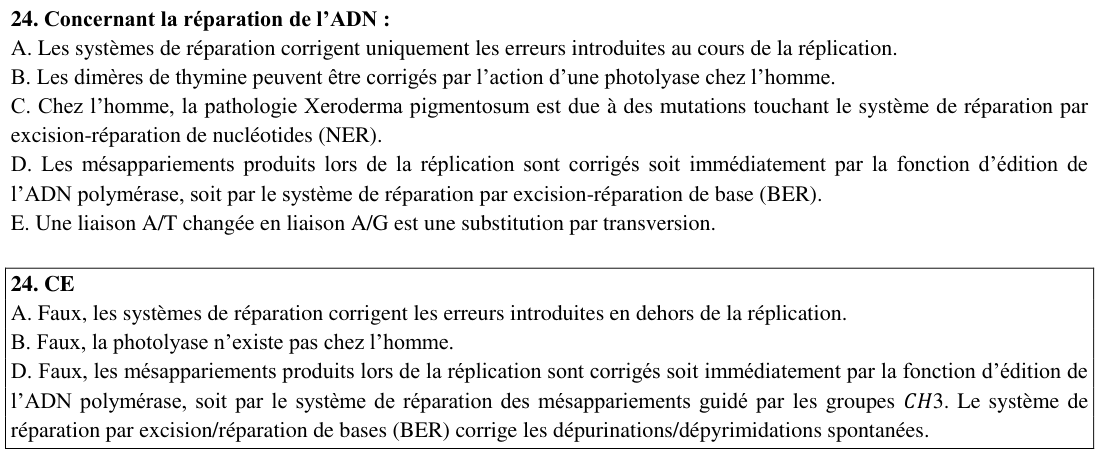 24. Concernant la réparation de l'ADN :
A. Les systèmes de réparation corrigent uniquement les erreurs introduites au cours de la réplication.
B. Les dimères de thymine peuvent être corrigés par l'action d'une photolyase chez l'homme.
C. Chez l'homme, la pathologie Xeroderma pigmentosum est due à des mutations touchant le système de réparation par
excision-réparation de nucléotides (NER).
D. Les mésappariements produits lors de la réplication sont corrigés soit immédiatement par la fonction d'édition de
l'ADN polymérase, soit par le système de réparation par excision-réparation de base (BER).
E. Une liaison A/T changée en liaison A/G est une substitution par transversion.
24. CE
A. Faux, les systèmes de réparation corrigent les erreurs introduites en dehors de la réplication.
B. Faux, la photolyase n'existe pas chez l'homme.
D. Faux, les mésappariements produits lors de la réplication sont corrigés soit immédiatement par la fonction d'édition de
l'ADN polymérase, soit par le système de réparation des mésappariements guidé par les groupes CH3. Le système de
réparation par excision/réparation de bases (BER) corrige les dépurinations/dépyrimidations spontanées.